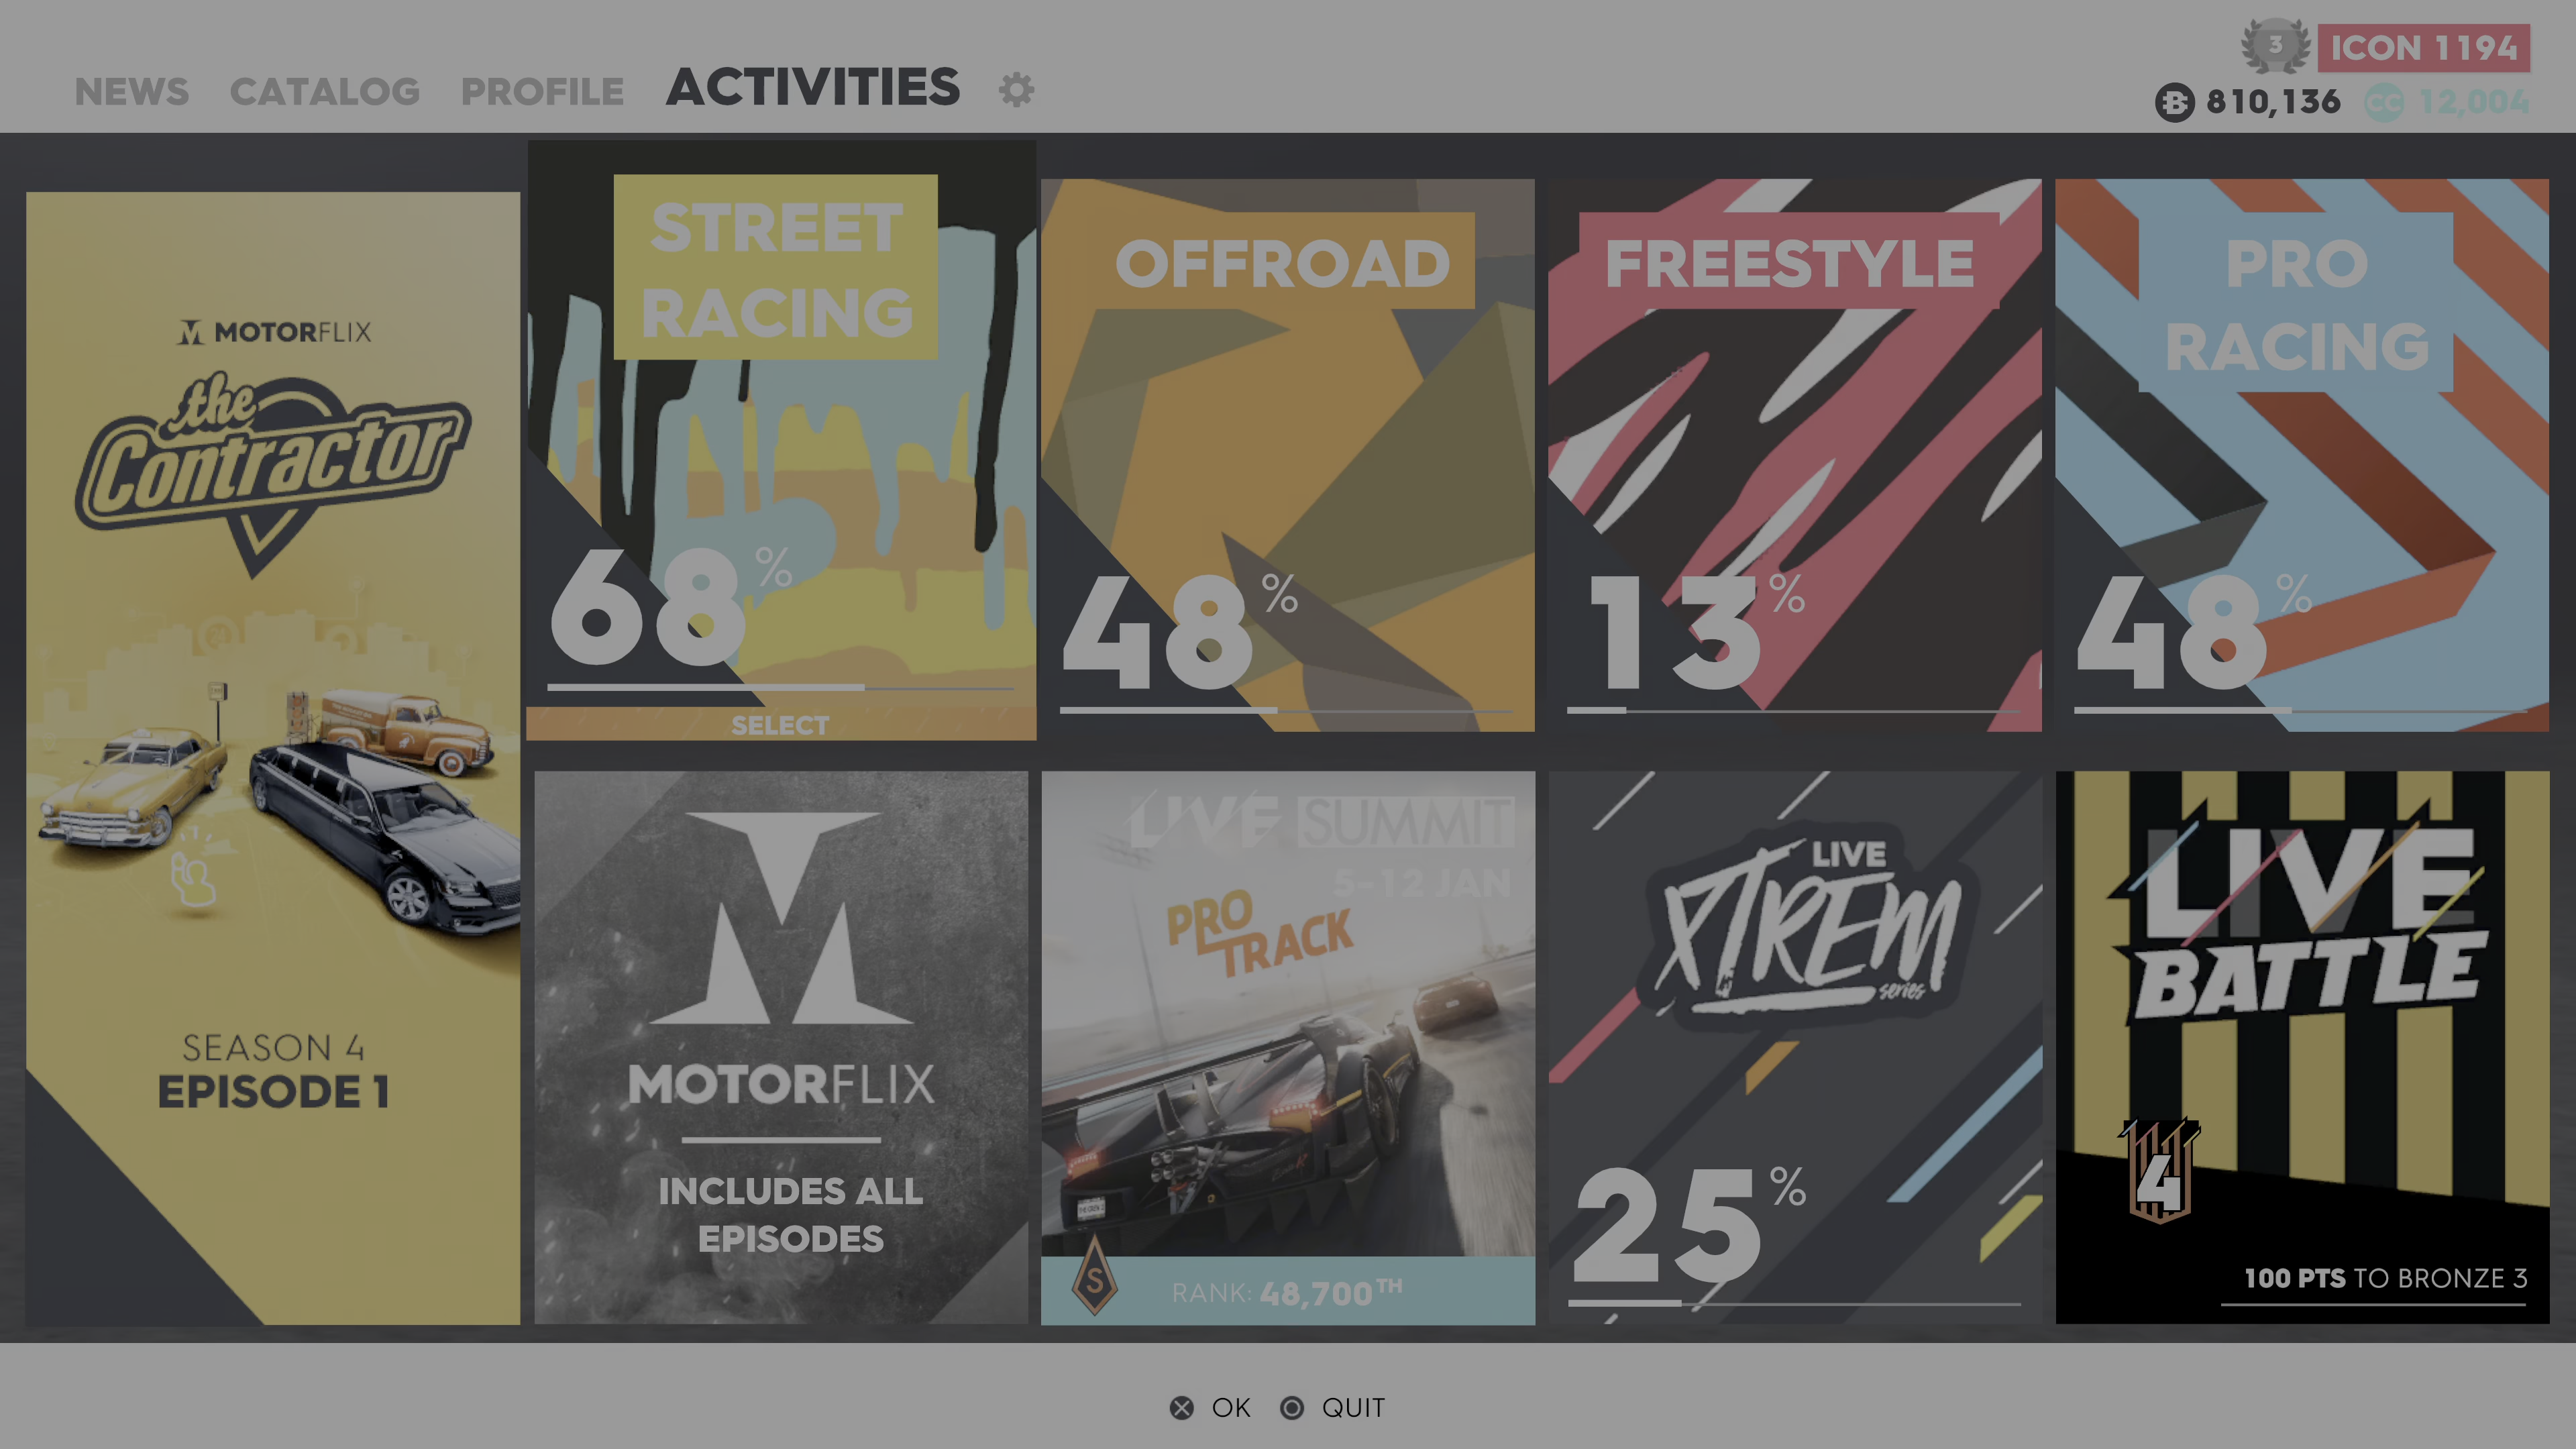 NEWS CATALOG PROFILE ACTIVITIES
3 ICON 1194
810,136 CC 12,004
MOTORFLIX
the
Contractor
SEASON 4
EPISODE 1
STREET
RACING
68%
SELECT
OFFROAD
48%
FREESTYLE
13%
PRO
RACING
48%
MOTORFLIX
INCLUDES ALL
EPISODES
LIVE SUMMIT
5-12 JAN
PRO
TRACK
S
RANK: 48,700TH
LIVE
XTREM
series
25%
LIVE
BATTLE
4
100 PTS TO BRONZE 3
OK QUIT